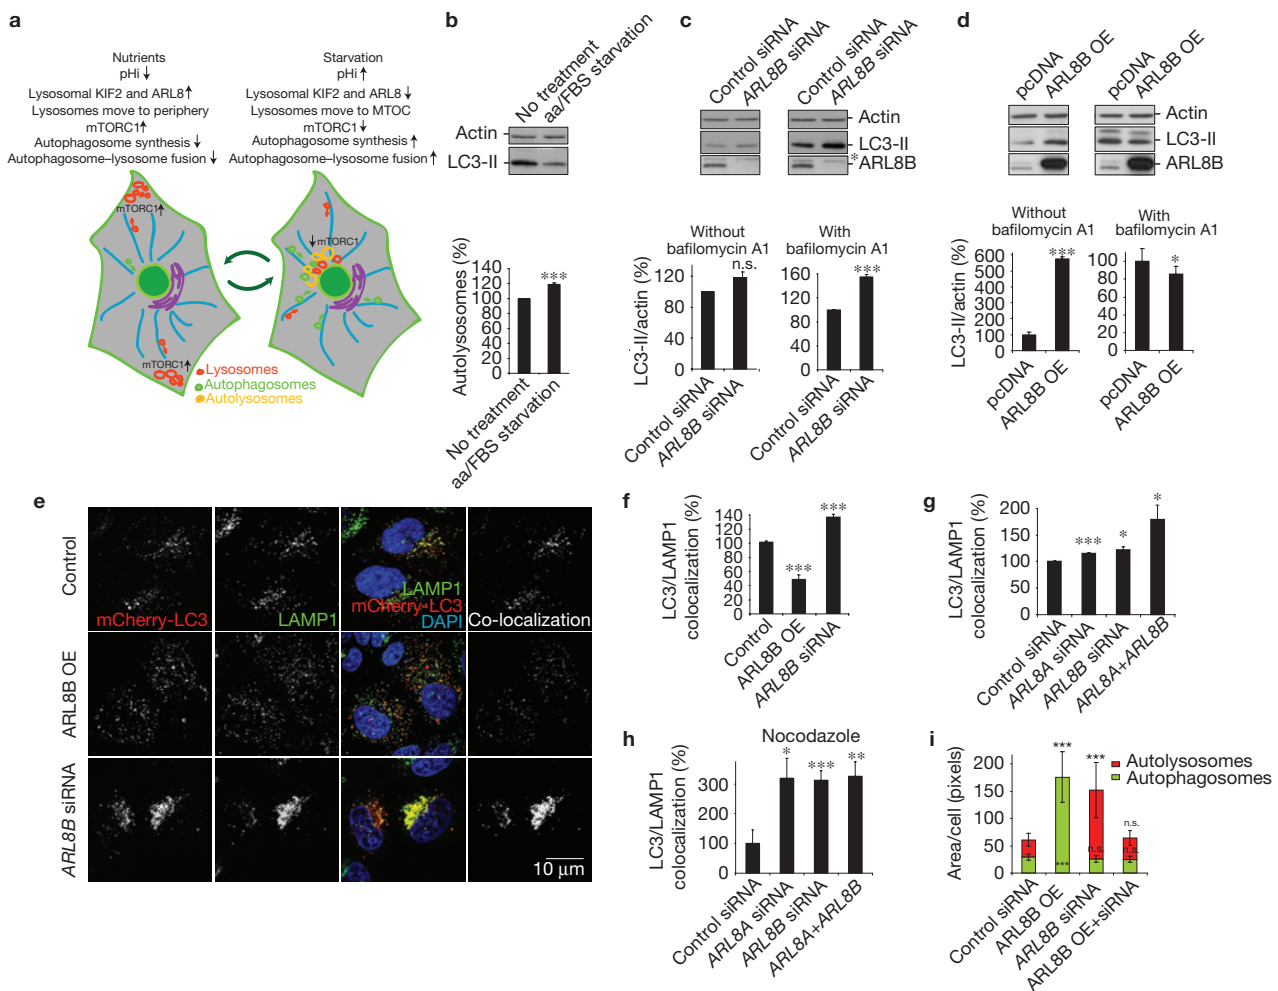 a
Nutrients
pHi ↓
Lysosomal KIF2 and ARL8 ↑
Lysosomes move to periphery
mTORC1 ↑
Autophagosome synthesis ↓
Autophagosome–lysosome fusion ↓
Starvation
pHi ↑
Lysosomal KIF2 and ARL8 ↓
Lysosomes move to MTOC
mTORC1 ↓
Autophagosome synthesis ↑
Autophagosome–lysosome fusion ↑
mTORC1 ↑
↓ mTORC1
mTORC1 ↑
Lysosomes
Autophagosomes
Autolysosomes
b
No treatment
aa/FBS starvation
Actin
LC3-II
Autolysosomes (%)
140
120
100
80
60
40
20
0
***
No treatment
aa/FBS starvation
c
Control siRNA
ARL8B siRNA
Control siRNA
ARL8B siRNA
Actin
LC3-II
* ARL8B
Without
bafilomycin A1
With
bafilomycin A1
LC3-II/actin (%)
120
80
40
0
n.s.
160
120
80
40
0
***
Control siRNA
ARL8B siRNA
Control siRNA
ARL8B siRNA
d
pcDNA
ARL8B OE
pcDNA
ARL8B OE
Actin
LC3-II
ARL8B
Without
bafilomycin A1
With
bafilomycin A1
LC3-II/actin (%)
600
500
400
300
200
100
0
***
100
80
60
40
20
0
*
pcDNA
ARL8B OE
pcDNA
ARL8B OE
e
Control
mCherry-LC3
LAMP1
LAMP1
mCherry-LC3
DAPI
Co-localization
ARL8B OE
ARL8B siRNA
10 μm
f
LC3/LAMP1
colocalization (%)
140
120
100
80
60
40
20
0
***
***
Control
ARL8B OE
ARL8B siRNA
g
LC3/LAMP1
colocalization (%)
200
150
100
50
0
***
*
*
Control siRNA
ARL8A siRNA
ARL8B siRNA
ARL8A+ARL8B
h
Nocodazole
LC3/LAMP1
colocalization (%)
300
200
100
0
*
***
**
Control siRNA
ARL8A siRNA
ARL8B siRNA
ARL8A+ARL8B
i
Autolysosomes
Autophagosomes
Area/cell (pixels)
200
150
100
50
0
***
***
***
n.s.
n.s.
n.s.
Control siRNA
ARL8B OE
ARL8B siRNA
ARL8B OE+siRNA